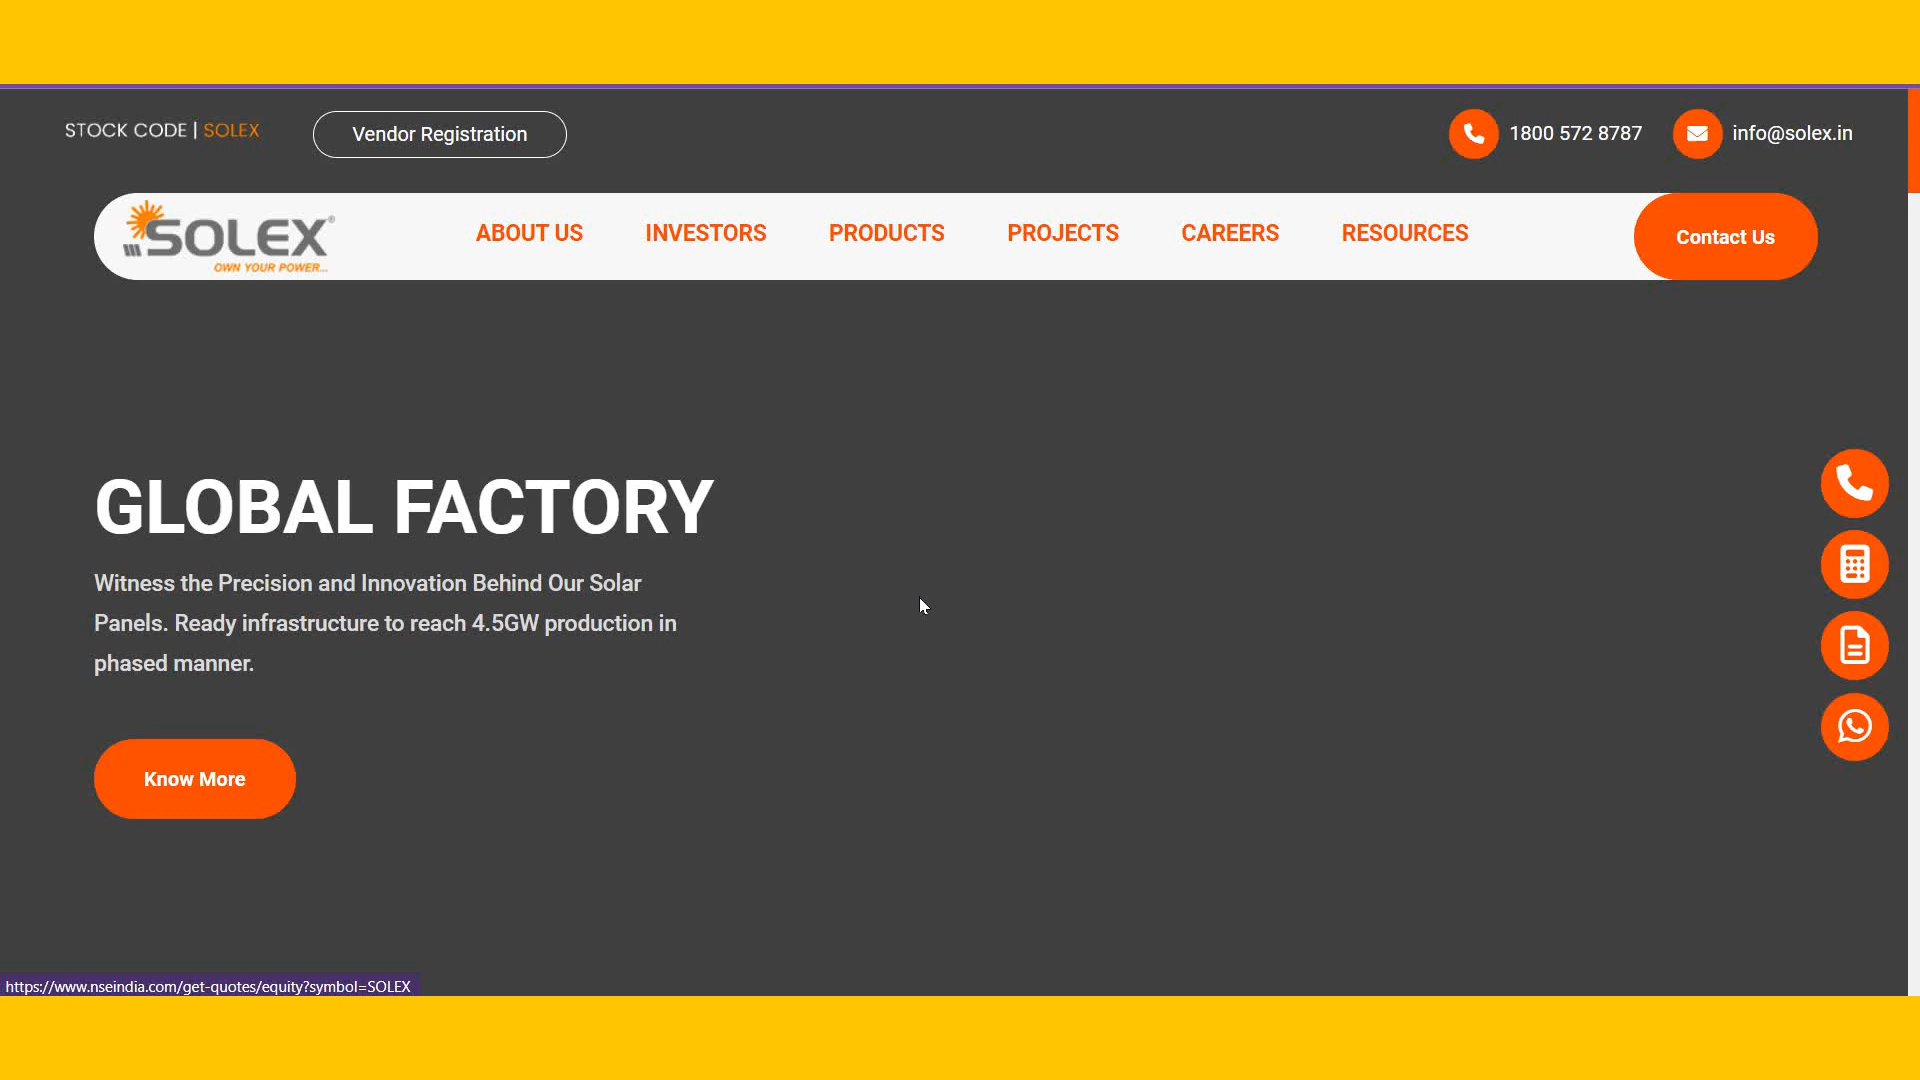 STOCK CODE | SOLEX
Vendor Registration
1800 572 8787
info@solex.in
SOLEX®
OWN YOUR POWER...
ABOUT US
INVESTORS
PRODUCTS
PROJECTS
CAREERS
RESOURCES
Contact Us
GLOBAL FACTORY
Witness the Precision and Innovation Behind Our Solar
Panels. Ready infrastructure to reach 4.5GW production in
phased manner.
Know More
https://www.nseindia.com/get-quotes/equity?symbol=SOLEX